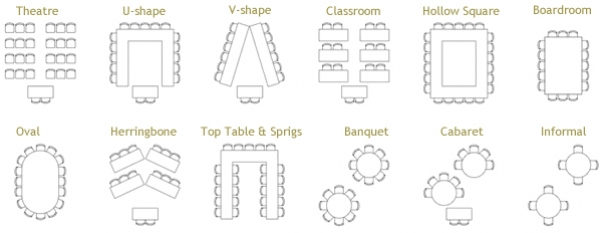 Theatre
U-shape
V-shape
Classroom
Hollow Square
Boardroom
Oval
Herringbone
Top Table & Sprigs
Banquet
Cabaret
Informal